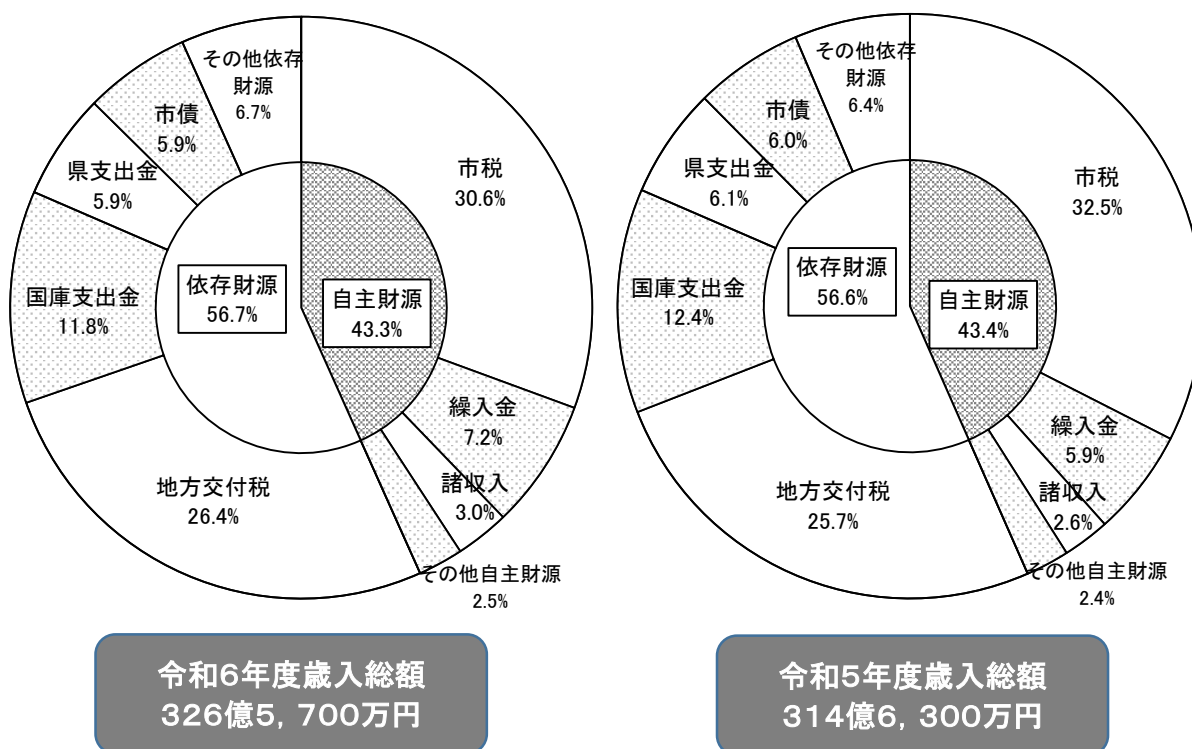 その他依存
財源
6.7%
市債
5.9%
県支出金
5.9%
国庫支出金
11.8%
地方交付税
26.4%
依存財源
56.7%
自主財源
43.3%
市税
30.6%
繰入金
7.2%
諸収入
3.0%
その他自主財源
2.5%
令和6年度歳入総額
326億5,700万円
その他依存
財源
6.4%
市債
6.0%
県支出金
6.1%
国庫支出金
12.4%
地方交付税
25.7%
依存財源
56.6%
自主財源
43.4%
市税
32.5%
繰入金
5.9%
諸収入
2.6%
その他自主財源
2.4%
令和5年度歳入総額
314億6,300万円